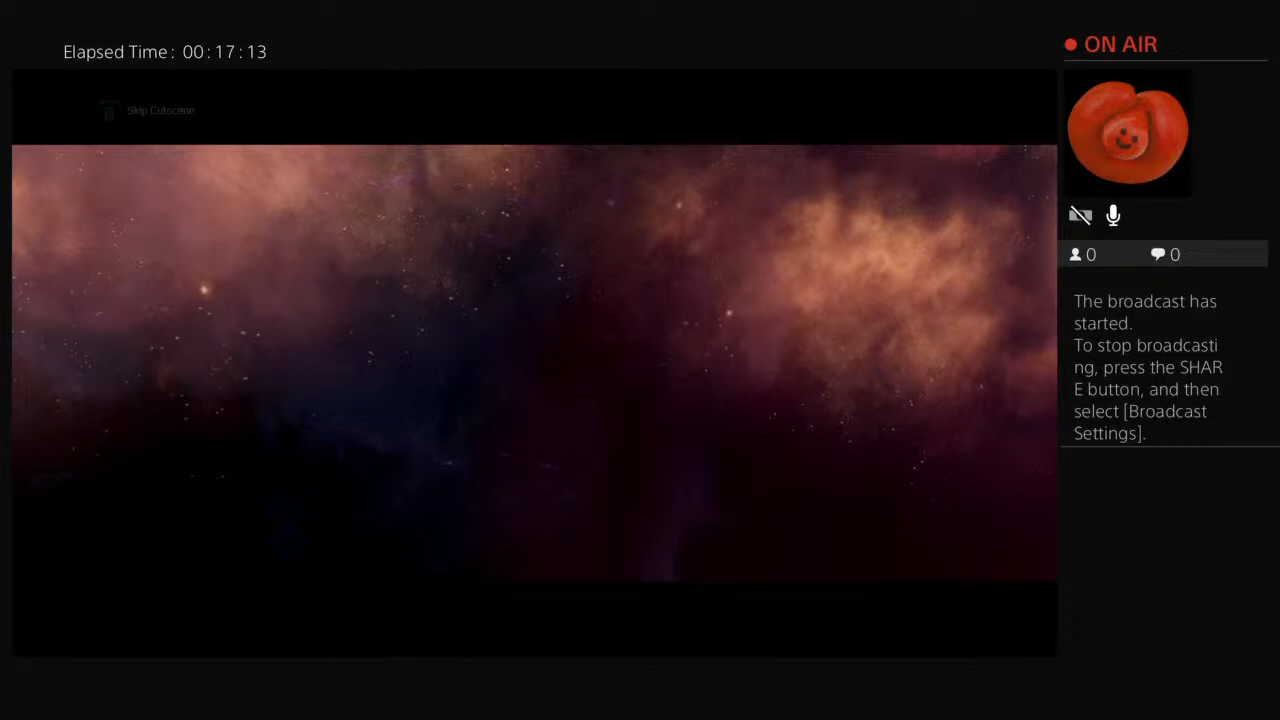 Elapsed Time: 00:17:13
ON AIR
Skip Cutscene
0
0
The broadcast has
started.
To stop broadcasti
ng, press the SHAR
E button, and then
select [Broadcast
Settings].